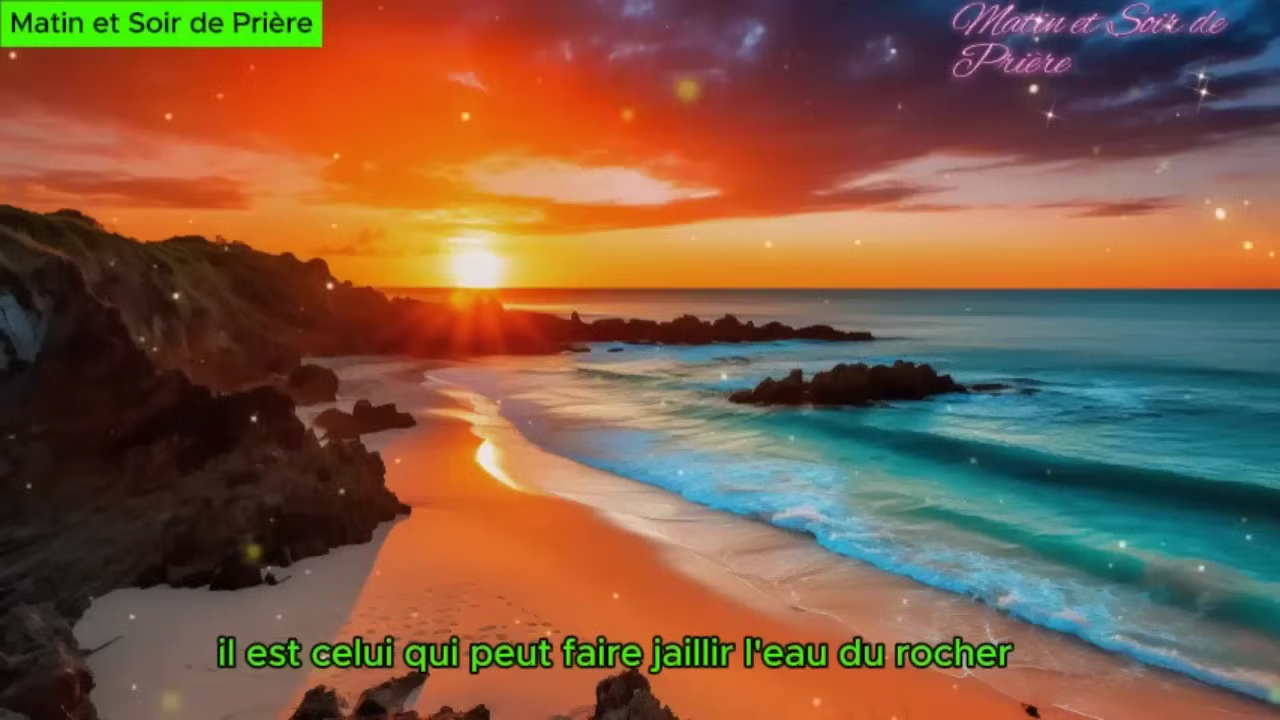 Matin et Soir de Prière
Matin et Soir de
Prière
il est celui qui peut faire jaillir l'eau du rocher